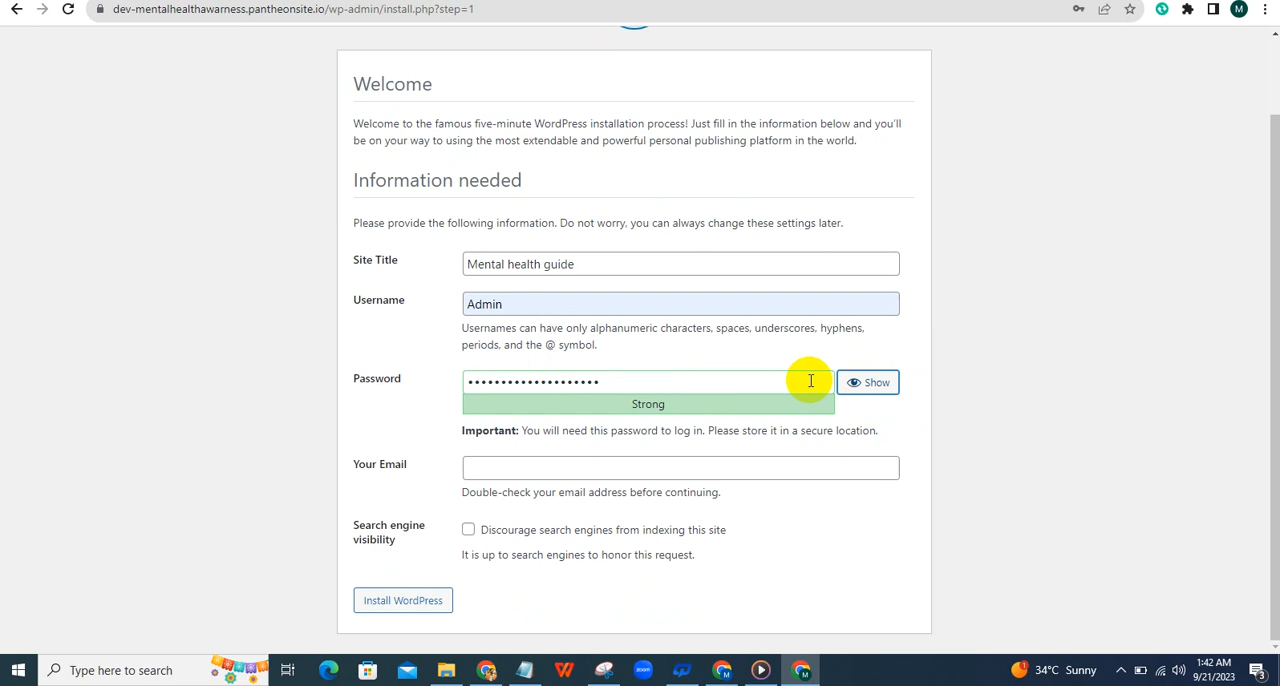 dev-mentalhealthawarness.pantheonsite.io/wp-admin/install.php?step=1
M
Welcome
Welcome to the famous five-minute WordPress installation process! Just fill in the information below and you'll
be on your way to using the most extendable and powerful personal publishing platform in the world.
Information needed
Please provide the following information. Do not worry, you can always change these settings later.
Site Title
Mental health guide
Username
Admin
Usernames can have only alphanumeric characters, spaces, underscores, hyphens,
periods, and the @ symbol.
Password
••••••••••••••••••••
Show
Strong
Important: You will need this password to log in. Please store it in a secure location.
Your Email
Double-check your email address before continuing.
Search engine
visibility
Discourage search engines from indexing this site
It is up to search engines to honor this request.
Install WordPress
Type here to search
zoom
34°C Sunny
1:42 AM
9/21/2023
3